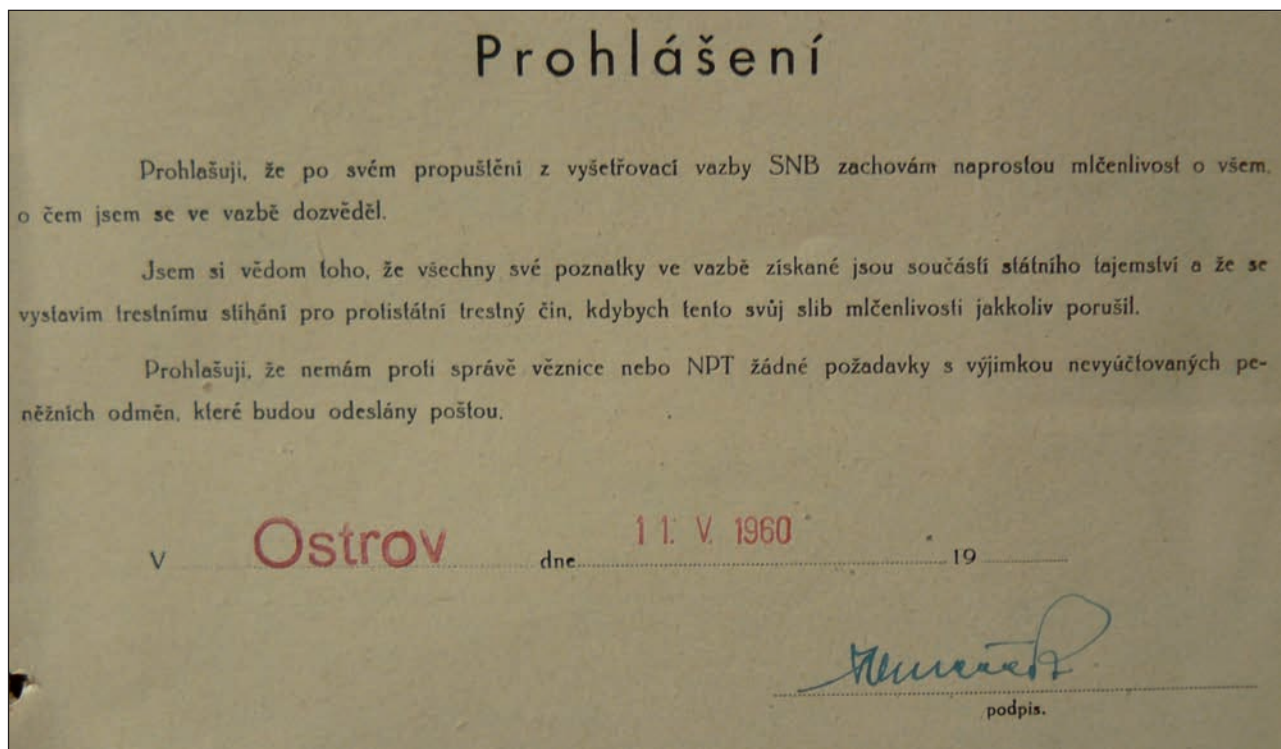 Prohlášení
Prohlašuji, že po svém propuštění z vyšetřovací vazby SNB zachovám naprostou mlčenlivost o všem,
o čem jsem se ve vazbě dozvěděl.
Jsem si vědom toho, že všechny své poznatky ve vazbě získané jsou součástí státního tajemství a že se
vystavím trestnímu stíhání pro protistátní trestný čin, kdybych tento svůj slib mlčenlivosti jakkoliv porušil.
Prohlašuji, že nemám proti správě věznice nebo NPT žádné požadavky s výjimkou nevyúčtovaných pe-
něžních odměn, které budou odeslány poštou.
V Ostrov dne 11. V. 1960 19
podpis.